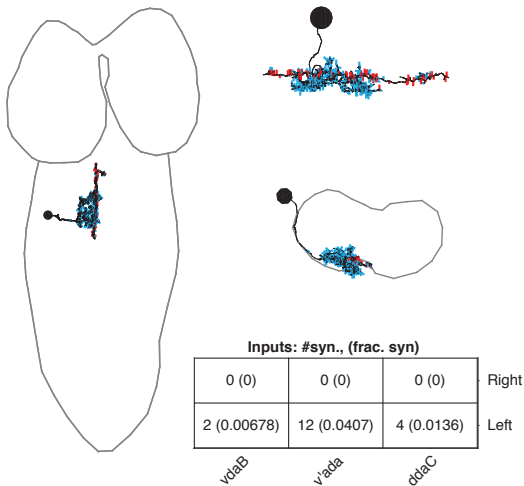 Inputs: #syn., (frac. syn)
0 (0) 0 (0) 0 (0) Right
2 (0.00678) 12 (0.0407) 4 (0.0136) Left
vdaB v'ada ddaC